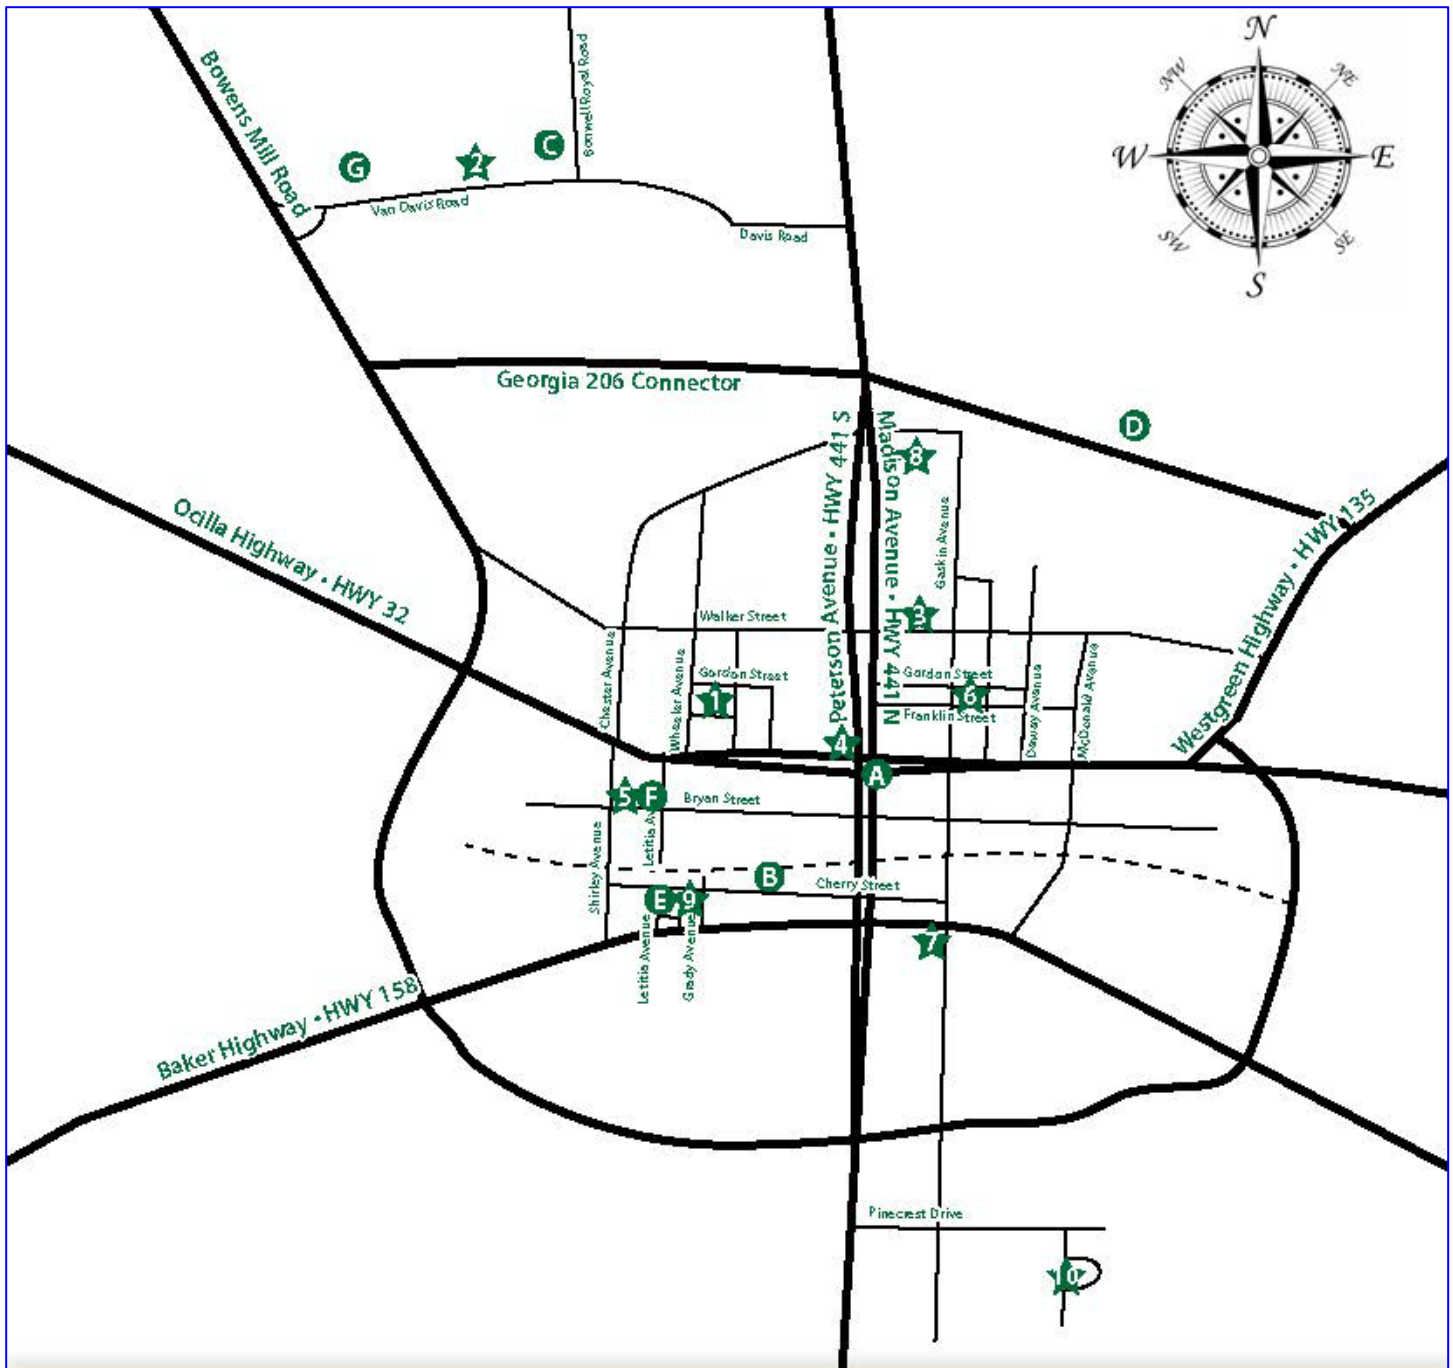 N
NW
NE
W
E
SW
SE
S
Bowens Mill Road
Bonwell Royal Road
G
2
C
Van Davis Road
Davis Road
Georgia 206 Connector
D
Peterson Avenue • HWY 441 S
Madison Avenue • HWY 441 N
8
Gaskin Avenue
Ocilla Highway • HWY 32
Westgreen Highway • HWY 135
Walker Street
3
Chester Avenue
Wheeler Avenue
Gordon Street
1
Gordon Street
6
Franklin Street
Dewey Avenue
McDonald Avenue
4
A
5
F
Bryan Street
Letitia Av
Shirley Avenue
B
Cherry Street
E
9
Letitia Avenue
Grady Avenue
7
Baker Highway • HWY 158
Pinecrest Drive
10